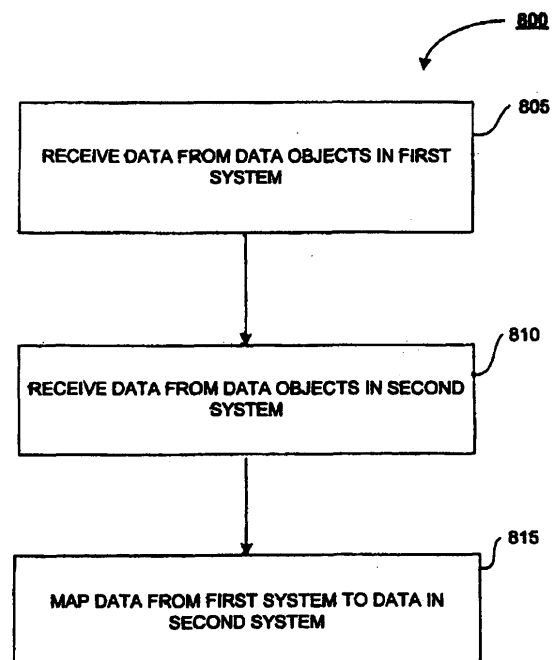 800
805
RECEIVE DATA FROM DATA OBJECTS IN FIRST
SYSTEM
810
RECEIVE DATA FROM DATA OBJECTS IN SECOND
SYSTEM
815
MAP DATA FROM FIRST SYSTEM TO DATA IN
SECOND SYSTEM